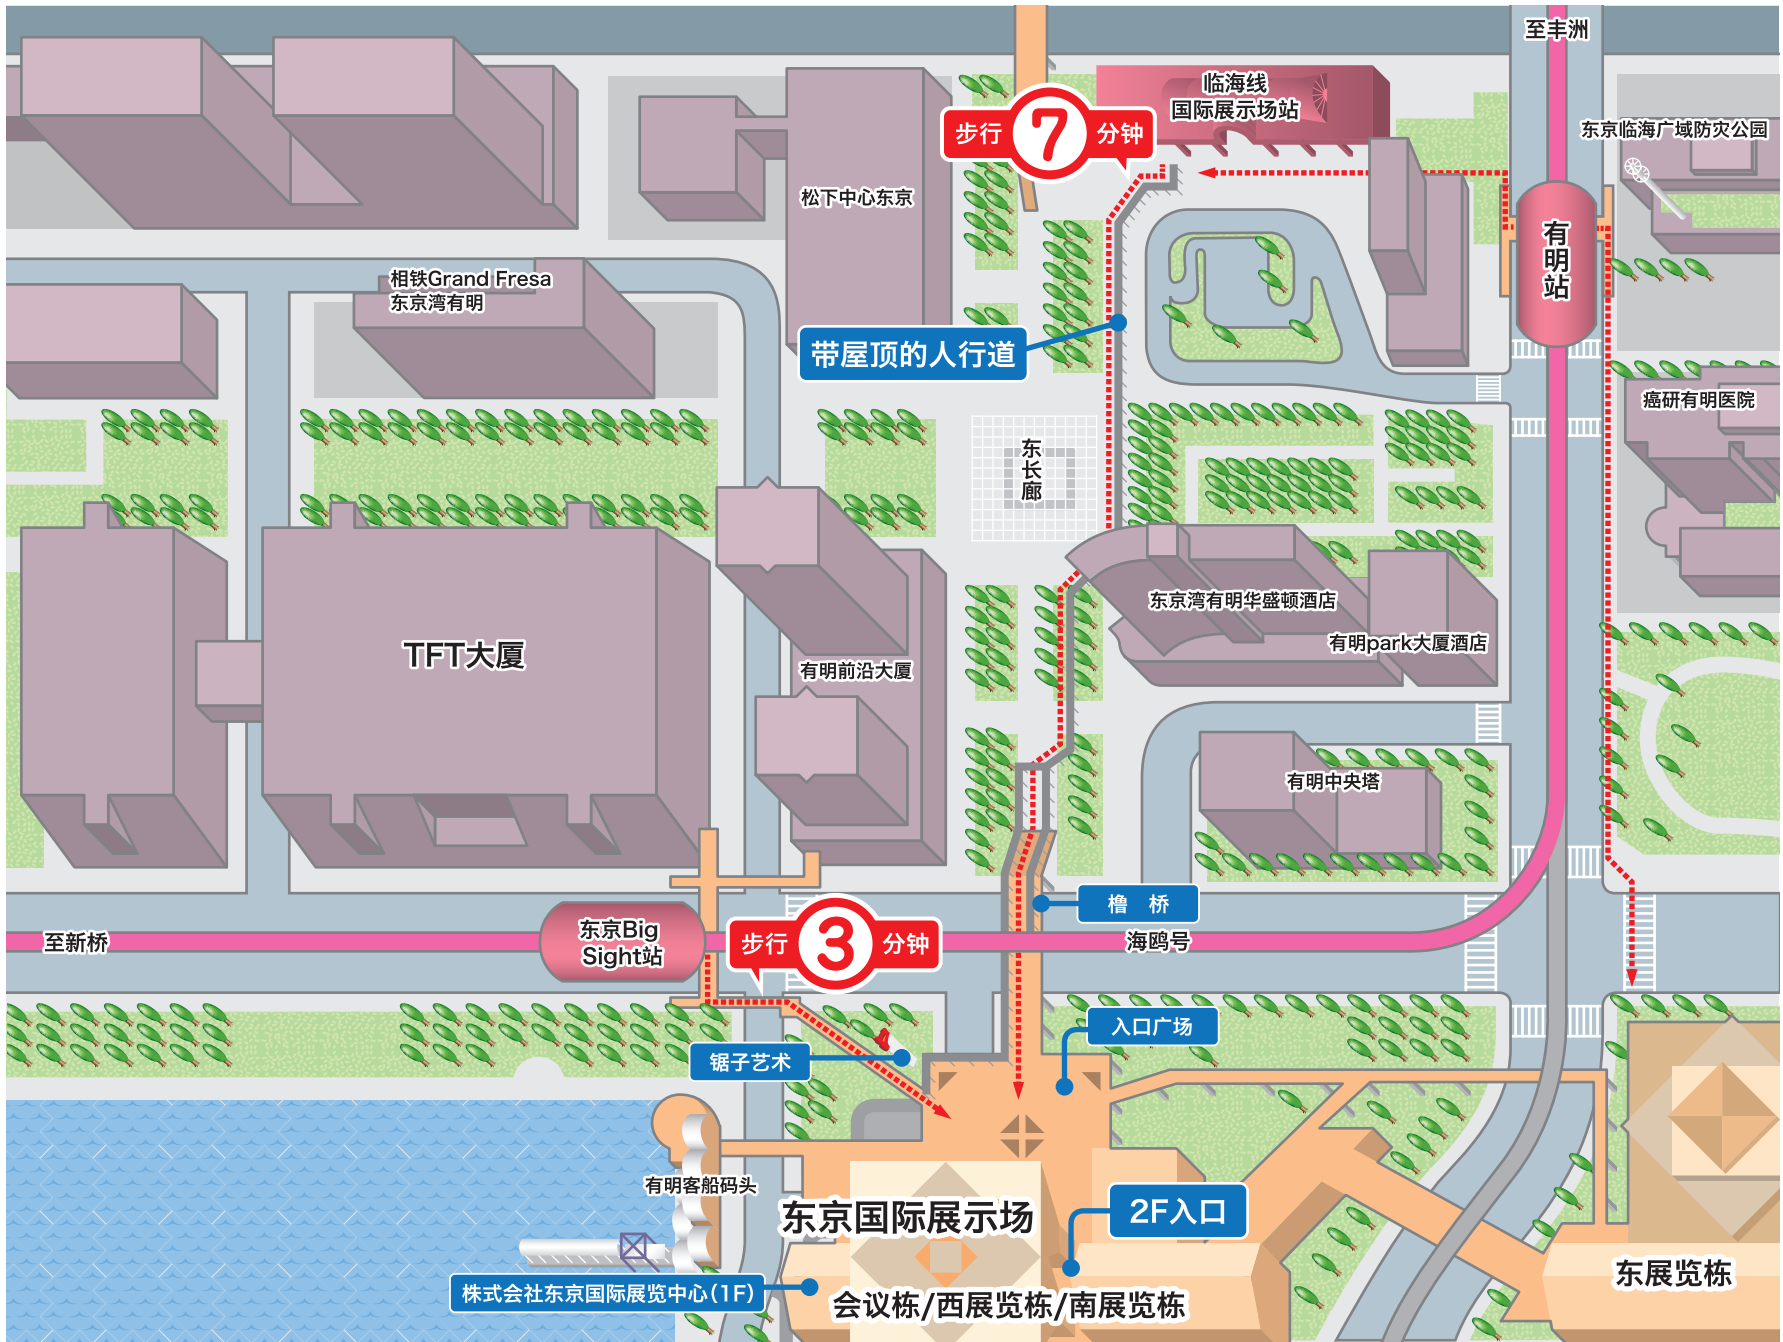 至丰洲
临海线
国际展示场站
步行 7 分钟
东京临海广域防灾公园
松下中心东京
有明站
相铁Grand Fresa
东京湾有明
带屋顶的人行道
癌研有明医院
东长廊
东京湾有明华盛顿酒店
有明park大厦酒店
TFT大厦
有明前沿大厦
有明中央塔
橹 桥
至新桥
东京Big
Sight站
步行 3 分钟
海鸥号
入口广场
锯子艺术
有明客船码头
东京国际展示场
2F入口
东展览栋
株式会社东京国际展览中心(1F)
会议栋/西展览栋/南展览栋